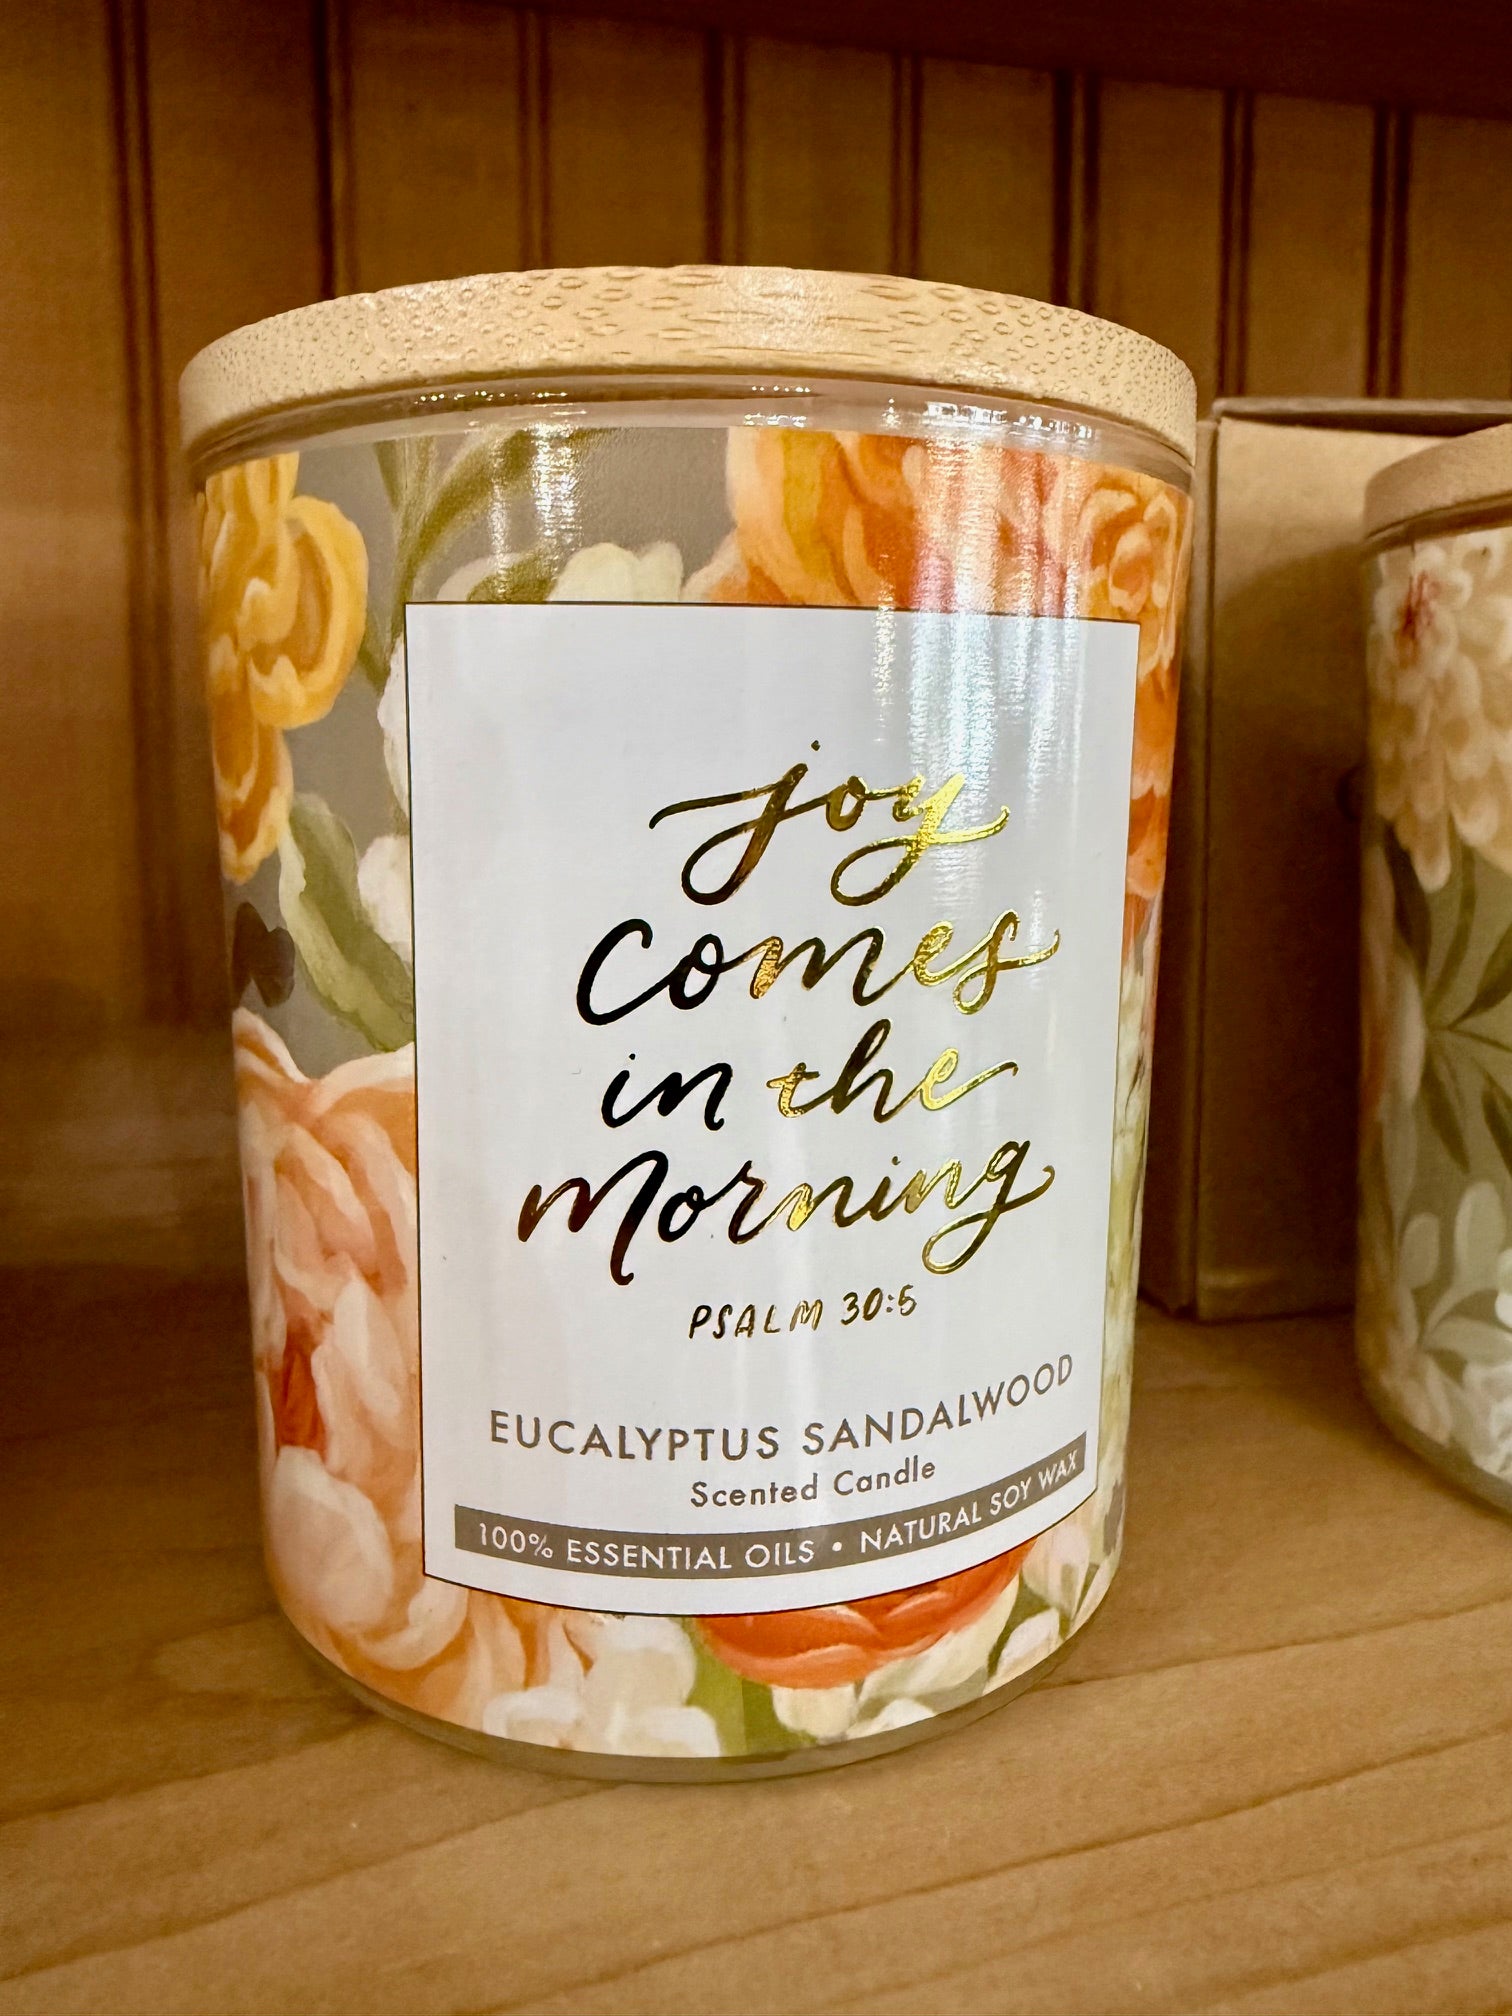 joy
comes
in the
morning
PSALM 30:5
EUCALYPTUS SANDALWOOD
Scented Candle
100% ESSENTIAL OILS • NATURAL SOY WAX